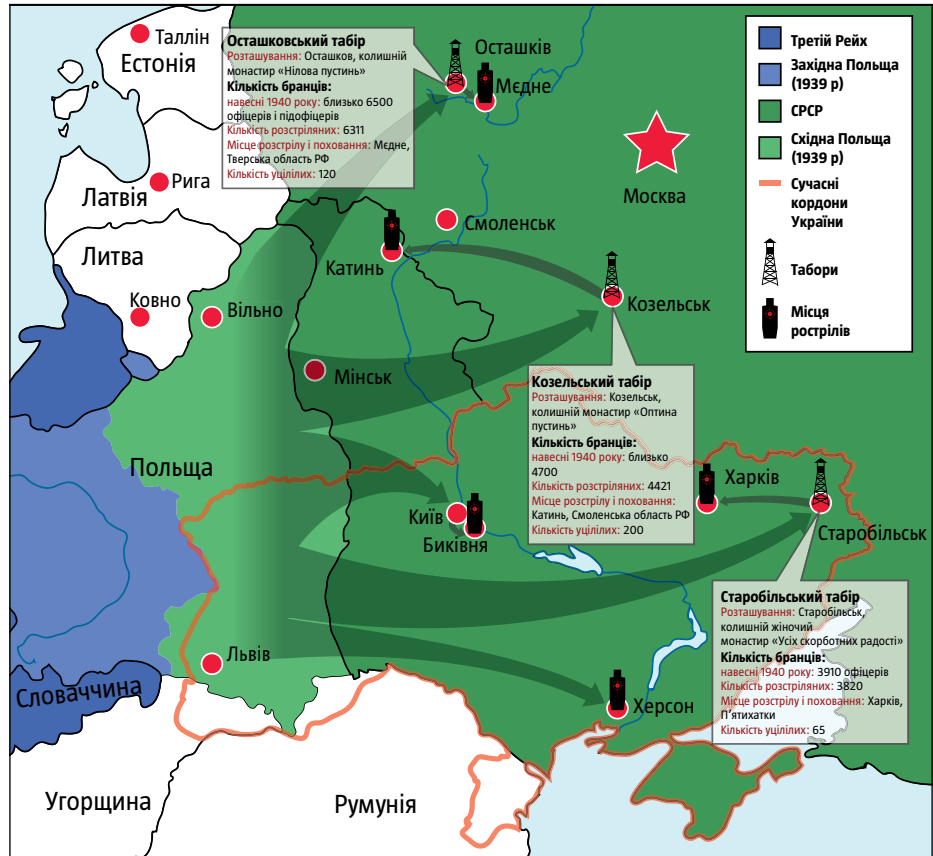 Таллін
Естонія
Осташковський табір
Розташування: Осташков, колишній
монастир «Нілова пустинь»
Кількість бранців:
навесні 1940 року: близько 6500
офіцерів і підофіцерів
Кількість розстріляних: 6311
Місце розстрілу і поховання: Мєдне,
Тверська область РФ
Кількість уцілілих: 120
Осташків
Мєдне
Москва
Третій Рейх
Західна Польща
(1939 р)
СРСР
Східна Польща
(1939 р)
Сучасні
кордони
України
Табори
Місця
рострілів
Рига
Латвія
Смоленськ
Литва
Катинь
Ковно
Вільно
Козельськ
Мінськ
Козельський табір
Розташування: Козельськ,
колишній монастир «Оптина
пустинь»
Кількість бранців:
навесні 1940 року: близько
4700
Кількість розстріляних: 4421
Місце розстрілу і поховання:
Катинь, Смоленська область РФ
Кількість уцілілих: 200
Польща
Київ
Биківня
Харків
Старобільськ
Старобільський табір
Розташування: Старобільськ,
колишній жіночий
монастир «Усіх скорботних радості»
Кількість бранців:
навесні 1940 року: 3910 офіцерів
Кількість розстріляних: 3820
Місце розстрілу і поховання: Харків,
П’ятихатки
Кількість уцілілих: 65
Львів
Словаччина
Херсон
Угорщина
Румунія